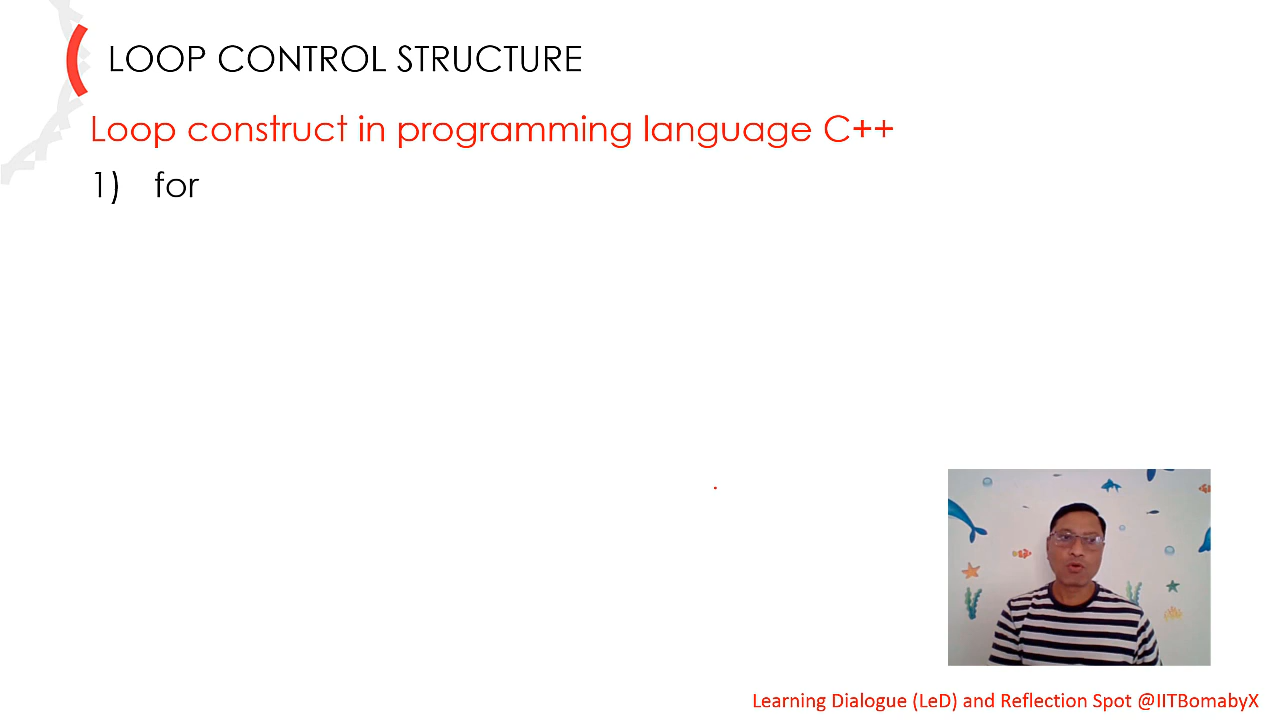 LOOP CONTROL STRUCTURE
Loop construct in programming language C++
1) for
Learning Dialogue (LeD) and Reflection Spot @IITBomabyX